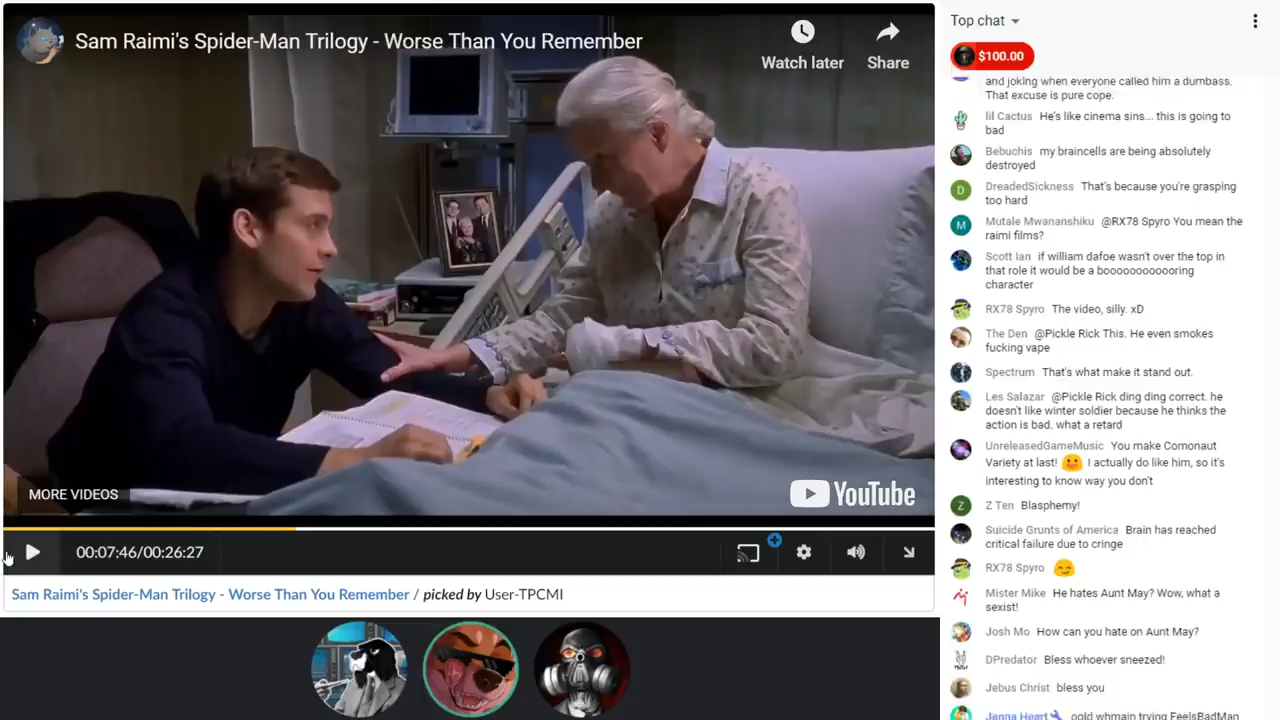 Sam Raimi's Spider-Man Trilogy - Worse Than You Remember
Watch later
Share
MORE VIDEOS
YouTube
00:07:46/00:26:27
Sam Raimi's Spider-Man Trilogy - Worse Than You Remember / picked by User-TPCMI
Top chat
$100.00
and joking when everyone called him a dumbass.
That excuse is pure cope.
lil Cactus He's like cinema sins... this is going to
bad
Bebuchis my braincells are being absolutely
destroyed
D
DreadedSickness That's because you're grasping
too hard
M
Mutale Mwananshiku @RX78 Spyro You mean the
raimi films?
Scott Ian if william dafoe wasn't over the top in
that role it would be a boooooooooooring
character
RX78 Spyro The video, silly. xD
The Den @Pickle Rick This. He even smokes
fucking vape
Spectrum That's what make it stand out.
Les Salazar @Pickle Rick ding ding correct. he
doesn't like winter soldier because he thinks the
action is bad. what a retard
UnreleasedGameMusic You make Comonaut
Variety at last! I actually do like him, so it's
interesting to know way you don't
Z
Z Ten Blasphemy!
Suicide Grunts of America Brain has reached
critical failure due to cringe
RX78 Spyro
Mister Mike He hates Aunt May? Wow, what a
sexist!
Josh Mo How can you hate on Aunt May?
DPredator Bless whoever sneezed!
Jebus Christ bless you
Janna Heart oold whmain trying FeelsBadMan